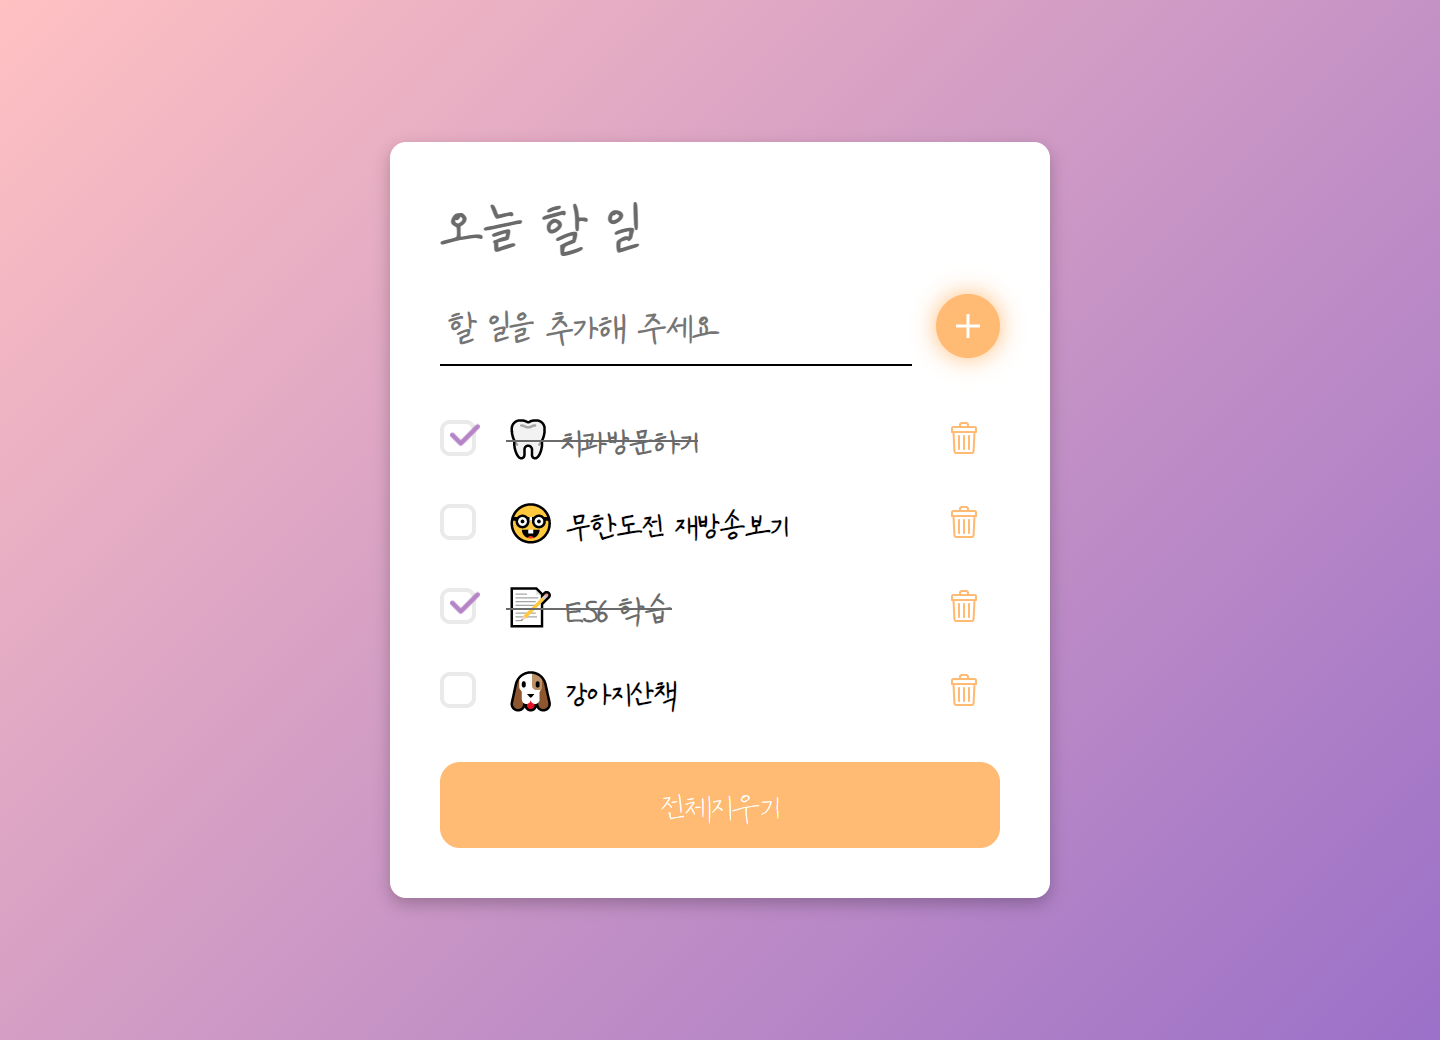 오늘 할 일
할 일을 추가해 주세요
치과방문하기
무한도전 재방송보기
ES6 학습
강아지산책
전체지우기